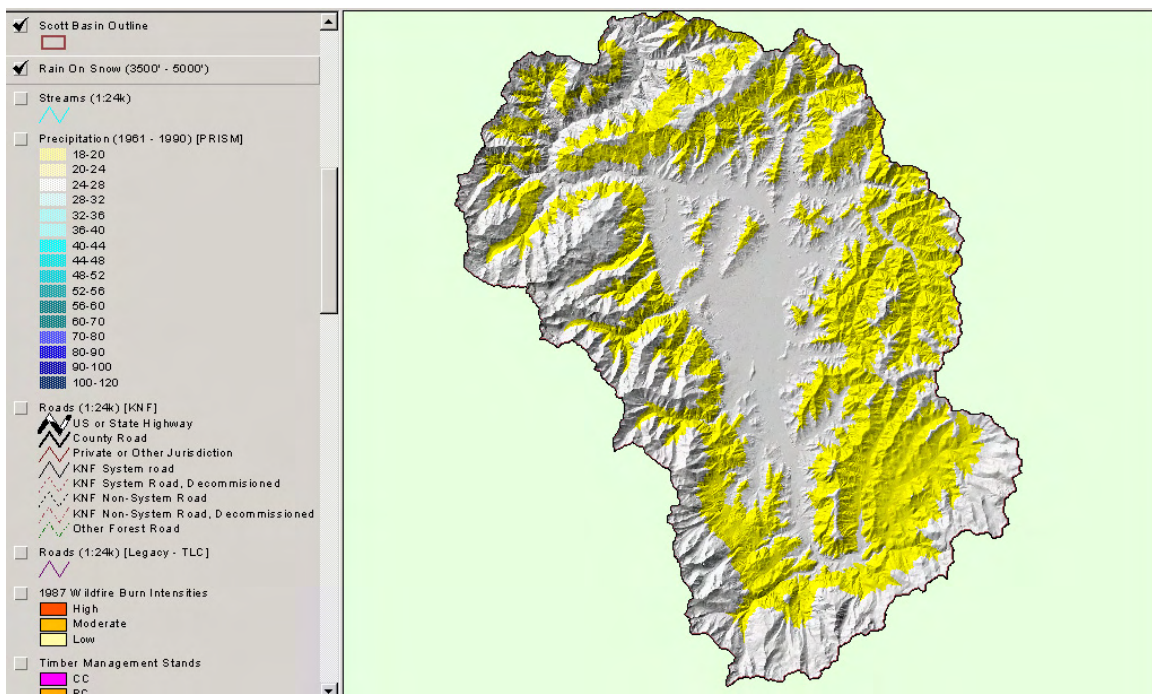 Scott Basin Outline
Rain On Snow (3500' - 5000')
Streams (1:24k)
Precipitation (1961 - 1990) [PRISM]
18-20
20-24
24-28
28-32
32-36
36-40
40-44
44-48
48-52
52-56
56-60
60-70
70-80
80-90
90-100
100-120
Roads (1:24k) [KNF]
US or State Highway
County Road
Private or Other Jurisdiction
KNF System road
KNF System Road, Decommisioned
KNF Non-System Road
KNF Non-System Road, Decommissioned
Other Forest Road
Roads (1:24k) [Legacy - TLC]
1987 Wildfire Burn Intensities
High
Moderate
Low
Timber Management Stands
CC